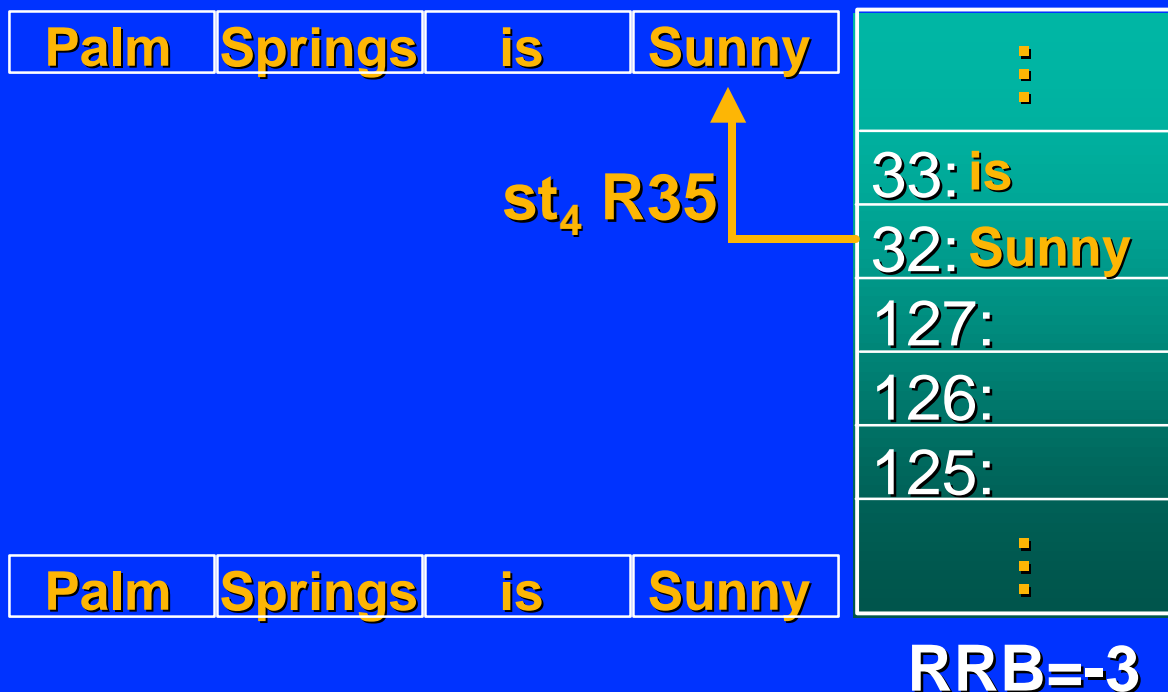 Palm Springs is Sunny
st₄ R35
33: is
32: Sunny
127:
126:
125:
Palm Springs is Sunny
RRB=-3